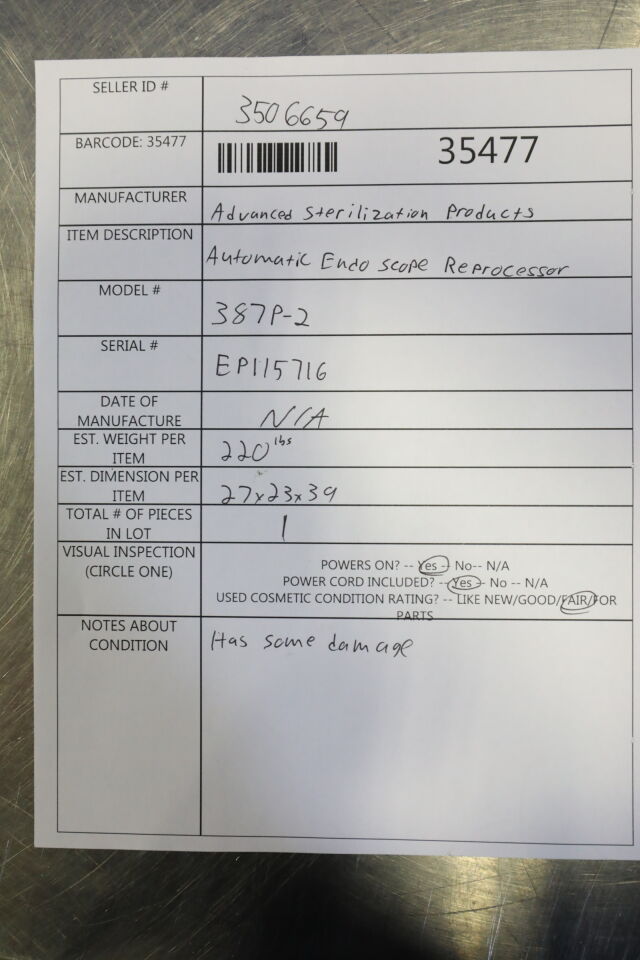 SELLER ID #
3506659
BARCODE: 35477
35477
MANUFACTURER
Advanced Sterilization Products
ITEM DESCRIPTION
Automatic Endo scope Reprocessor
MODEL #
387P-2
SERIAL #
EP115716
DATE OF
MANUFACTURE
N/A
EST. WEIGHT PER
ITEM
220 lbs
EST. DIMENSION PER
ITEM
27x23x39
TOTAL # OF PIECES
IN LOT
1
VISUAL INSPECTION
(CIRCLE ONE)
POWERS ON? -- Yes -- No-- N/A
POWER CORD INCLUDED? --Yes -- No -- N/A
USED COSMETIC CONDITION RATING? -- LIKE NEW/GOOD/FAIR/FOR
PARTS
NOTES ABOUT
CONDITION
Has some damage